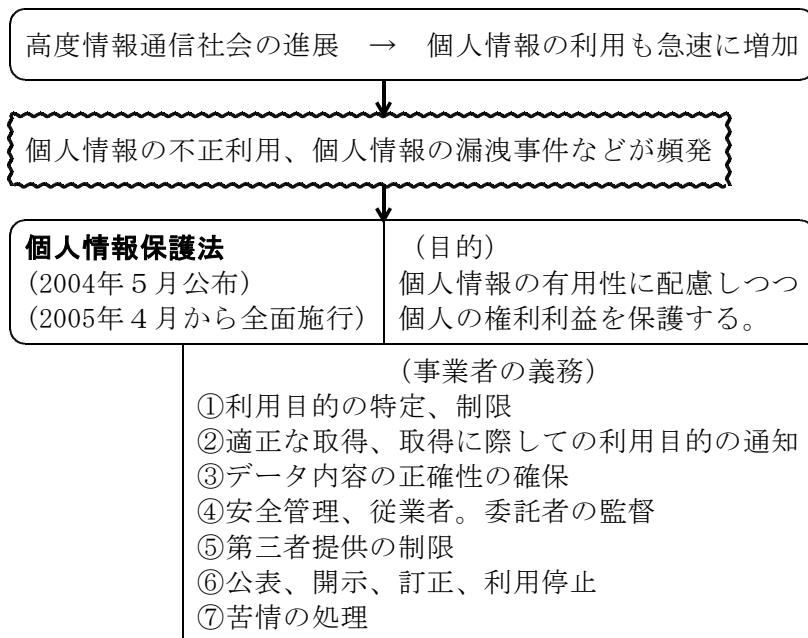 高度情報通信社会の進展 → 個人情報の利用も急速に増加
個人情報の不正利用、個人情報の漏洩事件などが頻発
個人情報保護法
(2004年5月公布)
(2005年4月から全面施行)
(目的)
個人情報の有用性に配慮しつつ
個人の権利利益を保護する。
(事業者の義務)
①利用目的の特定、制限
②適正な取得、取得に際しての利用目的の通知
③データ内容の正確性の確保
④安全管理、従業者。委託者の監督
⑤第三者提供の制限
⑥公表、開示、訂正、利用停止
⑦苦情の処理